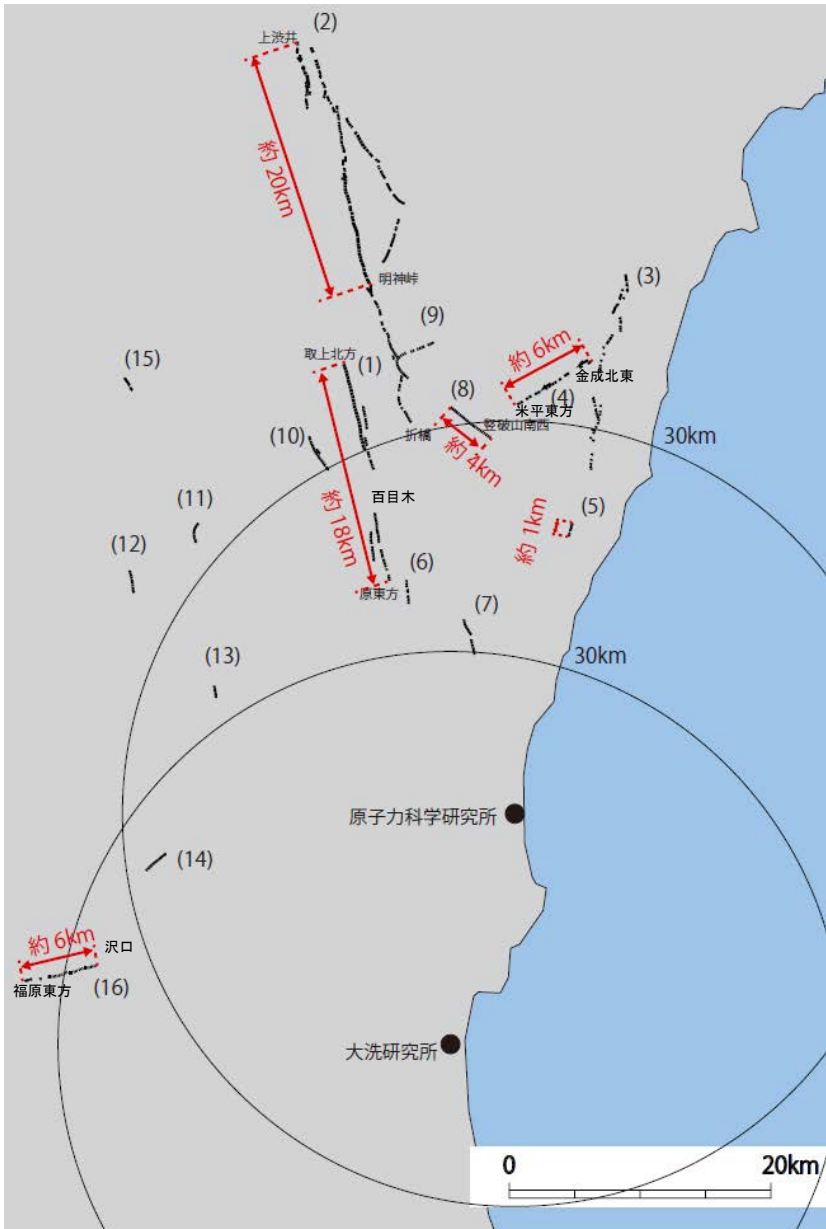 (2)
上渋井
約 20km
明神峠
(3)
(9)
(15)
取上北方
(1)
約 6km
金成北東
(4)
米平東方
(8)
竪破山南西
折橋
30km
(10)
約 4km
約 18km
百目木
(11)
(12)
約 1km
(5)
(6)
原東方
(7)
30km
(13)
原子力科学研究所
(14)
約 6km
沢口
福原東方
(16)
大洗研究所
0
20km